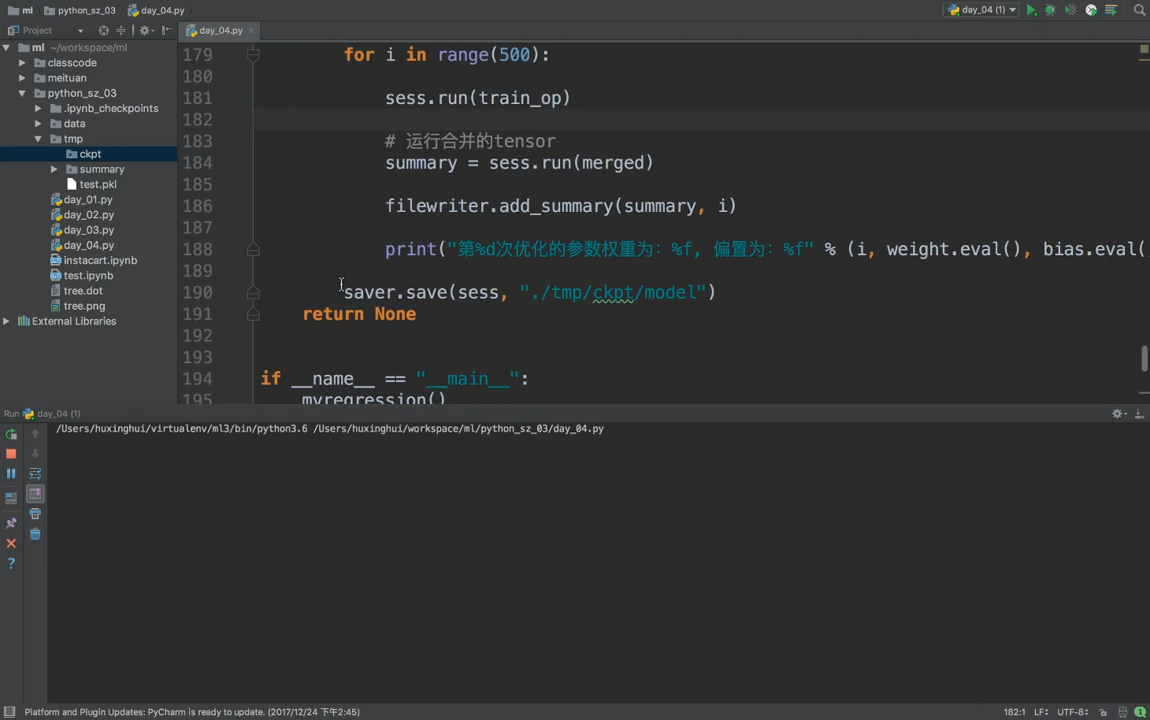 ml python_sz_03 day_04.py
day_04 (1)
Project
day_04.py
ml ~/workspace/ml
classcode
meituan
python_sz_03
.ipynb_checkpoints
data
tmp
ckpt
summary
test.pkl
day_01.py
day_02.py
day_03.py
day_04.py
instacart.ipynb
test.ipynb
tree.dot
tree.png
External Libraries
179 for i in range(500):
180
181 sess.run(train_op)
182
183 # 运行合并的tensor
184 summary = sess.run(merged)
185
186 filewriter.add_summary(summary, i)
187
188 print("第%d次优化的参数权重为：%f, 偏置为：%f" % (i, weight.eval(), bias.eval(
189
190 saver.save(sess, "./tmp/ckpt/model")
191 return None
192
193
194 if __name__ == "__main__":
195 myregression()
Run day_04 (1)
/Users/huxinghui/virtualenv/ml3/bin/python3.6 /Users/huxinghui/workspace/ml/python_sz_03/day_04.py
Platform and Plugin Updates: PyCharm is ready to update. (2017/12/24 下午2:45)
182:1 LF UTF-8 1